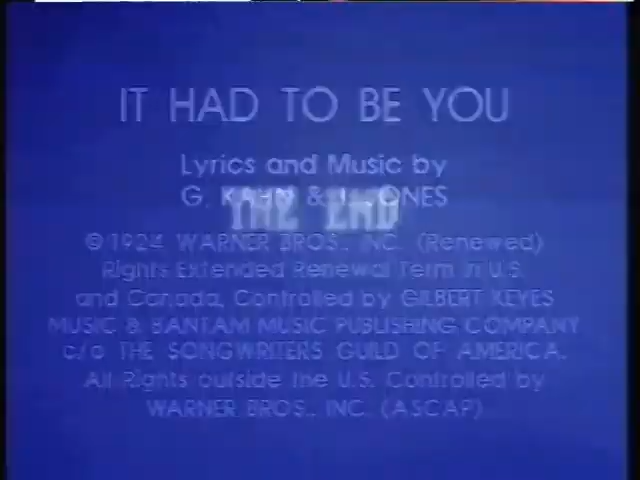 IT HAD TO BE YOU
Lyrics and Music by
G. KAHN & I. JONES
THE END
© 1924 WARNER BROS., INC. (Renewed)
Rights Extended Renewal Term in U.S.
and Canada, Controlled by GILBERT KEYES
MUSIC & BANTAM MUSIC PUBLISHING COMPANY
c/o THE SONGWRITERS GUILD OF AMERICA.
All Rights outside the U.S. Controlled by
WARNER BROS., INC. (ASCAP)